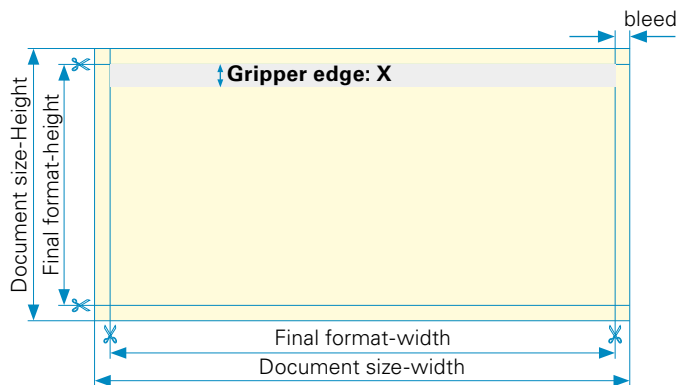 bleed
Gripper edge: X
Document size-Height
Final format-height
Final format-width
Document size-width